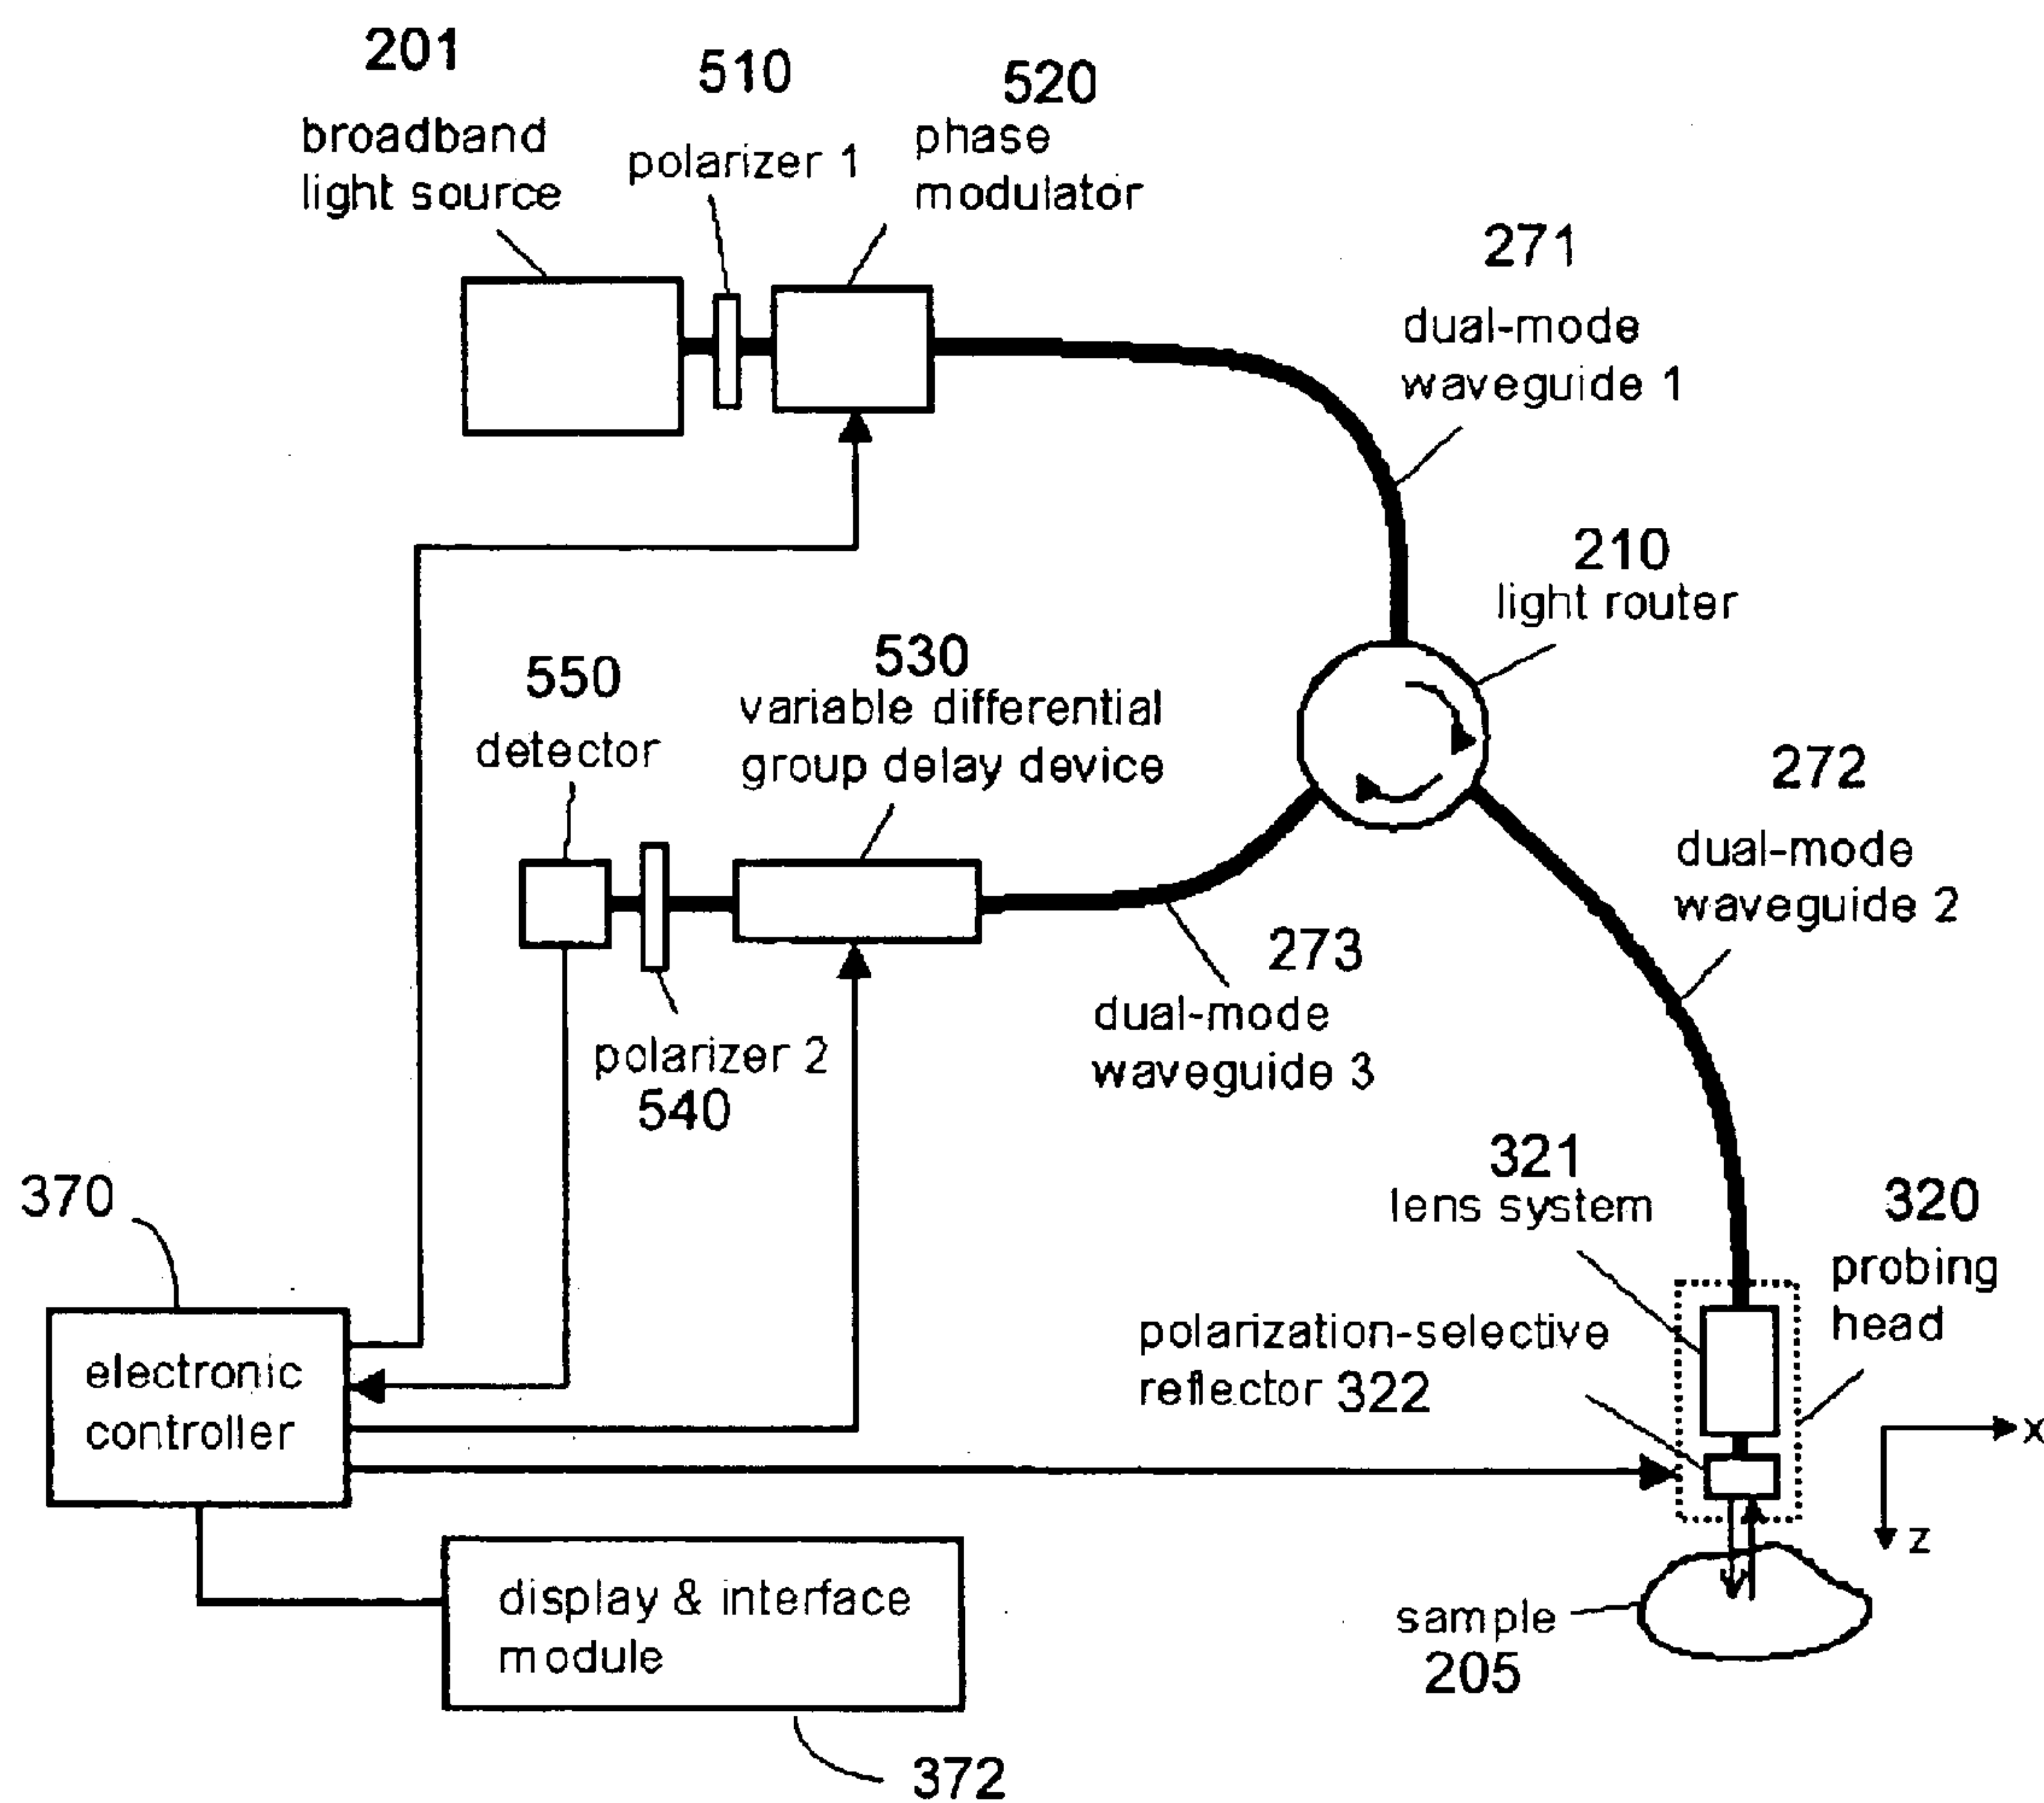 201
broadband
light source
510
polarizer 1
520
phase
modulator
271
dual-mode
waveguide 1
210
light router
550
detector
530
variable differential
group delay device
272
dual-mode
waveguide 2
273
dual-mode
waveguide 3
polarizer 2
540
321
lens system
320
probing
head
370
electronic
controller
polarization-selective
reflector 322
x
z
display & interface
module
372
sample
205